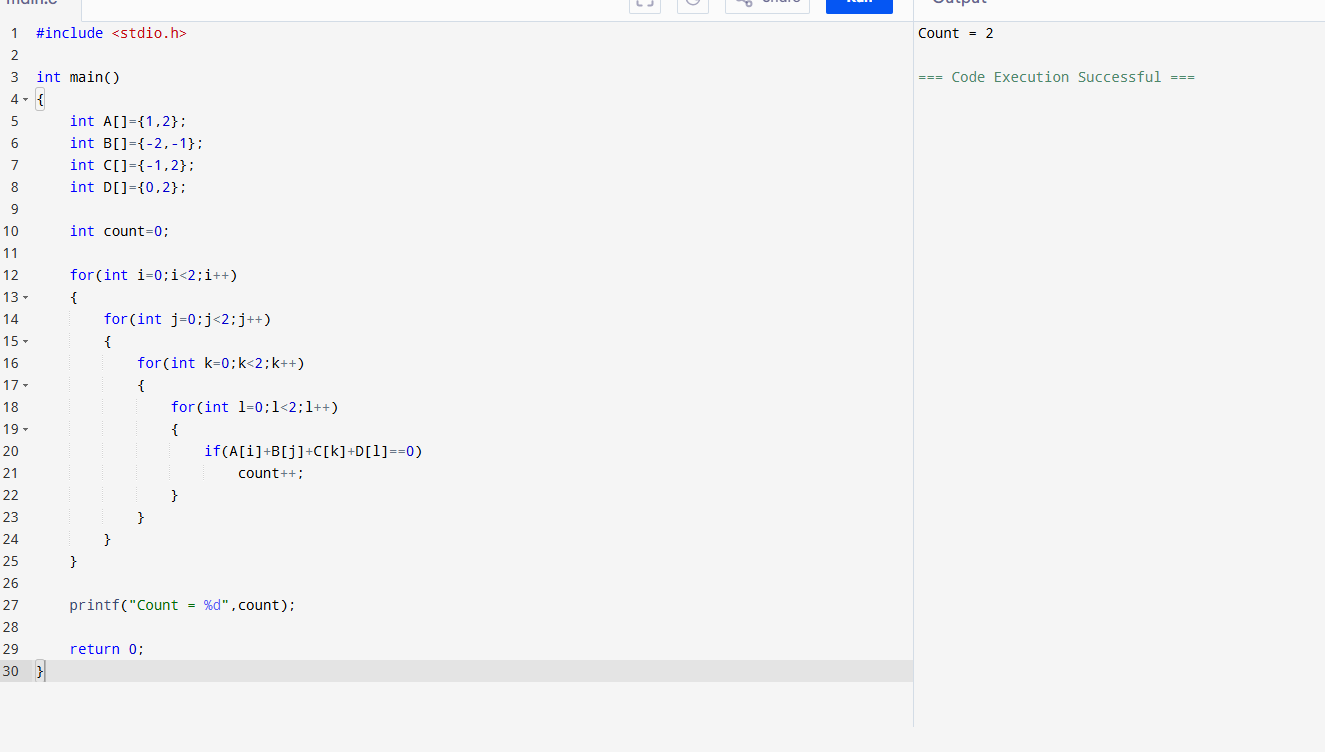 main.c
Share
Run
Output
1 #include <stdio.h>
2
3 int main()
4 {
5 int A[]={1,2};
6 int B[]={-2,-1};
7 int C[]={-1,2};
8 int D[]={0,2};
9
10 int count=0;
11
12 for(int i=0;i<2;i++)
13 {
14 for(int j=0;j<2;j++)
15 {
16 for(int k=0;k<2;k++)
17 {
18 for(int l=0;l<2;l++)
19 {
20 if(A[i]+B[j]+C[k]+D[l]==0)
21 count++;
22 }
23 }
24 }
25 }
26
27 printf("Count = %d",count);
28
29 return 0;
30 }
Count = 2
=== Code Execution Successful ===